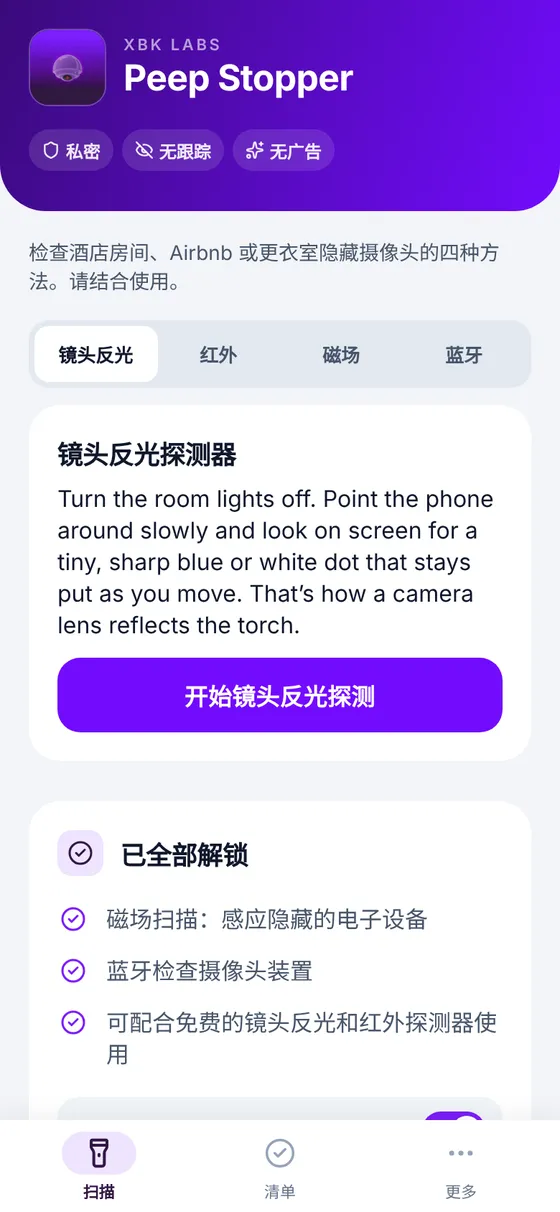 XBK LABS
Peep Stopper
私密
无跟踪
无广告
检查酒店房间、Airbnb 或更衣室隐藏摄像头的四种方
法。请结合使用。
镜头反光
红外
磁场
蓝牙
镜头反光探测器
Turn the room lights off. Point the phone
around slowly and look on screen for a
tiny, sharp blue or white dot that stays
put as you move. That’s how a camera
lens reflects the torch.
开始镜头反光探测
已全部解锁
磁场扫描：感应隐藏的电子设备
蓝牙检查摄像头装置
可配合免费的镜头反光和红外探测器使
用
扫描
清单
更多